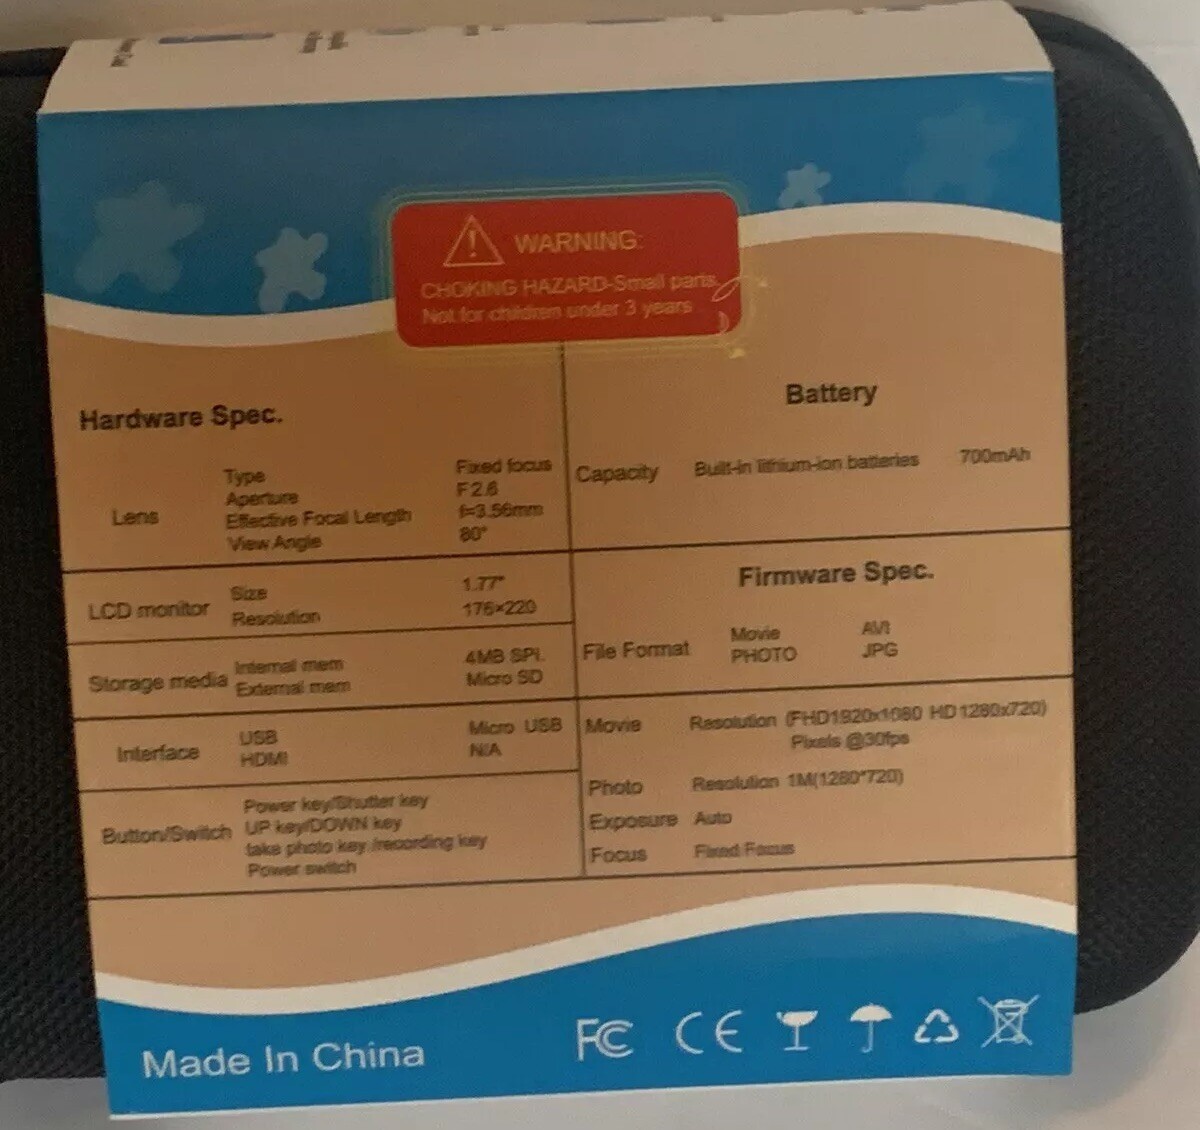 WARNING:
CHOKING HAZARD-Small parts
Not for children under 3 years
Hardware Spec.
Lens
Type Fixed focus
Aperture F2.6
Effective Focal Length f=3.56mm
View Angle 80°
LCD monitor
Size 1.77"
Resolution 176×220
Storage media
Internal mem 4MB SPI.
External mem Micro SD
Interface
USB Micro USB
HDMI N/A
Button/Switch
Power key/Shutter key
UP key/DOWN key
take photo key /recording key
Power switch
Battery
Capacity Built-in lithium-ion batteries 700mAh
Firmware Spec.
File Format
Movie AVI
PHOTO JPG
Movie Resolution (FHD1920x1080 HD1280x720)
Pixels @30fps
Photo Resolution 1M(1280*720)
Exposure Auto
Focus Fixed Focus
Made In China
FC CE